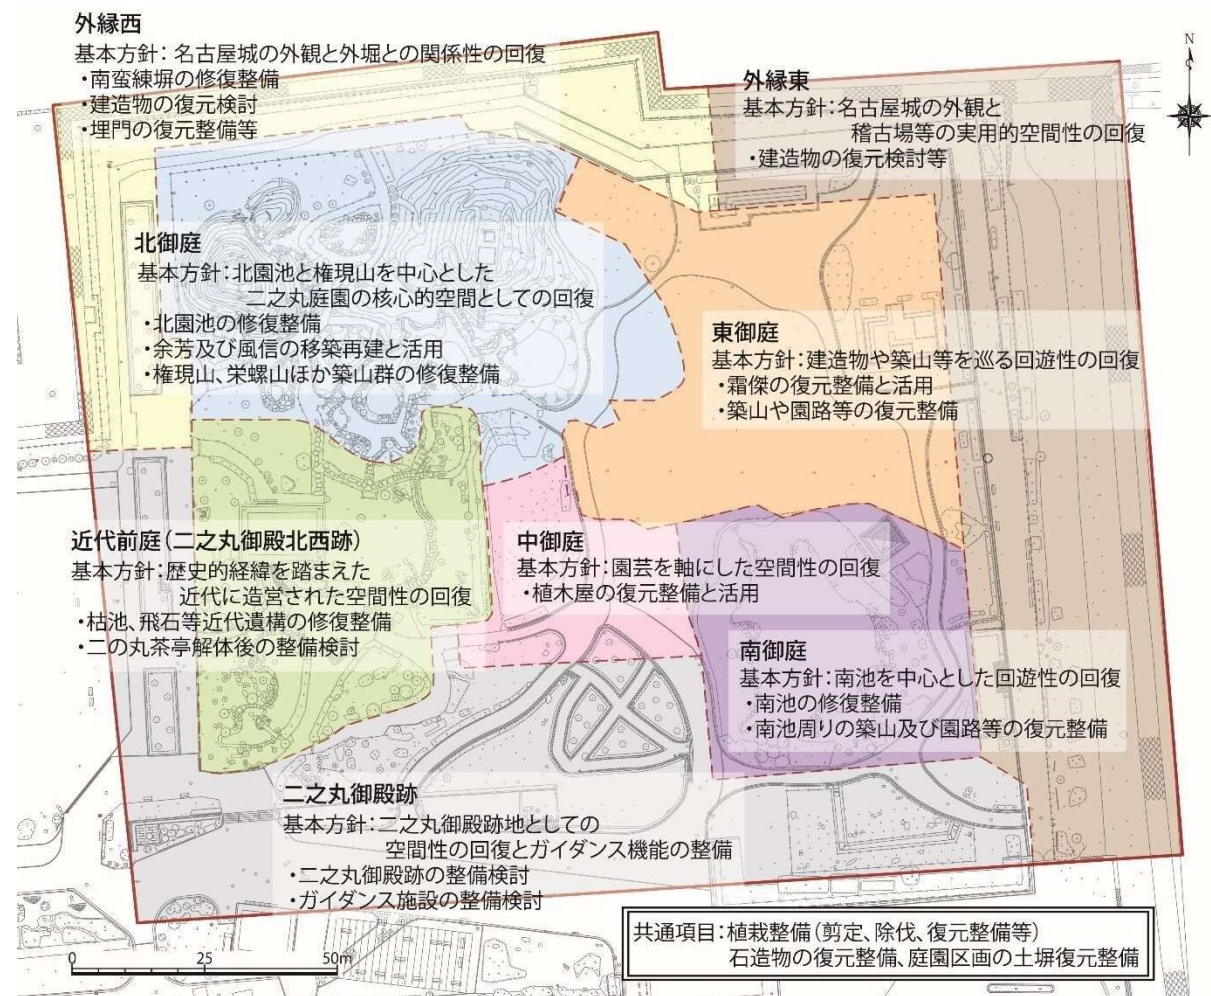 外縁西
基本方針：名古屋城の外観と外堀との関係性の回復
・南蛮練塀の修復整備
・建造物の復元検討
・埋門の復元整備等
N
外縁東
基本方針：名古屋城の外観と
稽古場等の実用的空間性の回復
・建造物の復元検討等
北御庭
基本方針：北園池と権現山を中心とした
二之丸庭園の核心的空間としての回復
・北園池の修復整備
・余芳及び風信の移築再建と活用
・権現山、栄螺山ほか築山群の修復整備
東御庭
基本方針：建造物や築山等を巡る回遊性の回復
・霜傑の復元整備と活用
・築山や園路等の復元整備
近代前庭（二之丸御殿北西跡）
基本方針：歴史的経緯を踏まえた
近代に造営された空間性の回復
・枯池、飛石等近代遺構の修復整備
・二の丸茶亭解体後の整備検討
中御庭
基本方針：園芸を軸にした空間性の回復
・植木屋の復元整備と活用
南御庭
基本方針：南池を中心とした回遊性の回復
・南池の修復整備
・南池周りの築山及び園路等の復元整備
二之丸御殿跡
基本方針：二之丸御殿跡地としての
空間性の回復とガイダンス機能の整備
・二之丸御殿跡の整備検討
・ガイダンス施設の整備検討
共通項目：植栽整備（剪定、除伐、復元整備等）
石造物の復元整備、庭園区画の土塀復元整備
0 25 50m